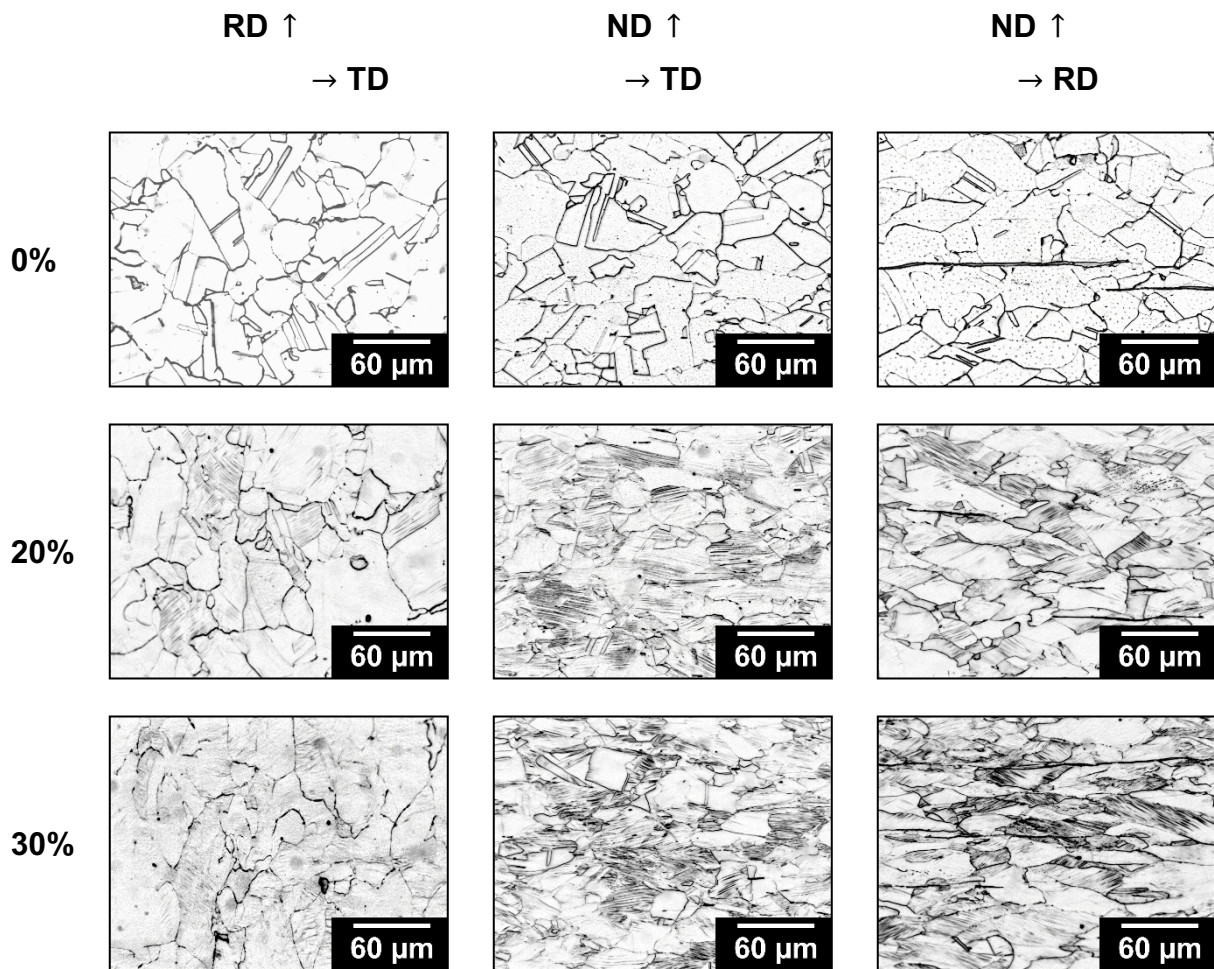 RD ↑ ND ↑ ND ↑
→ TD → TD → RD
0%
60 µm 60 µm 60 µm
20%
60 µm 60 µm 60 µm
30%
60 µm 60 µm 60 µm